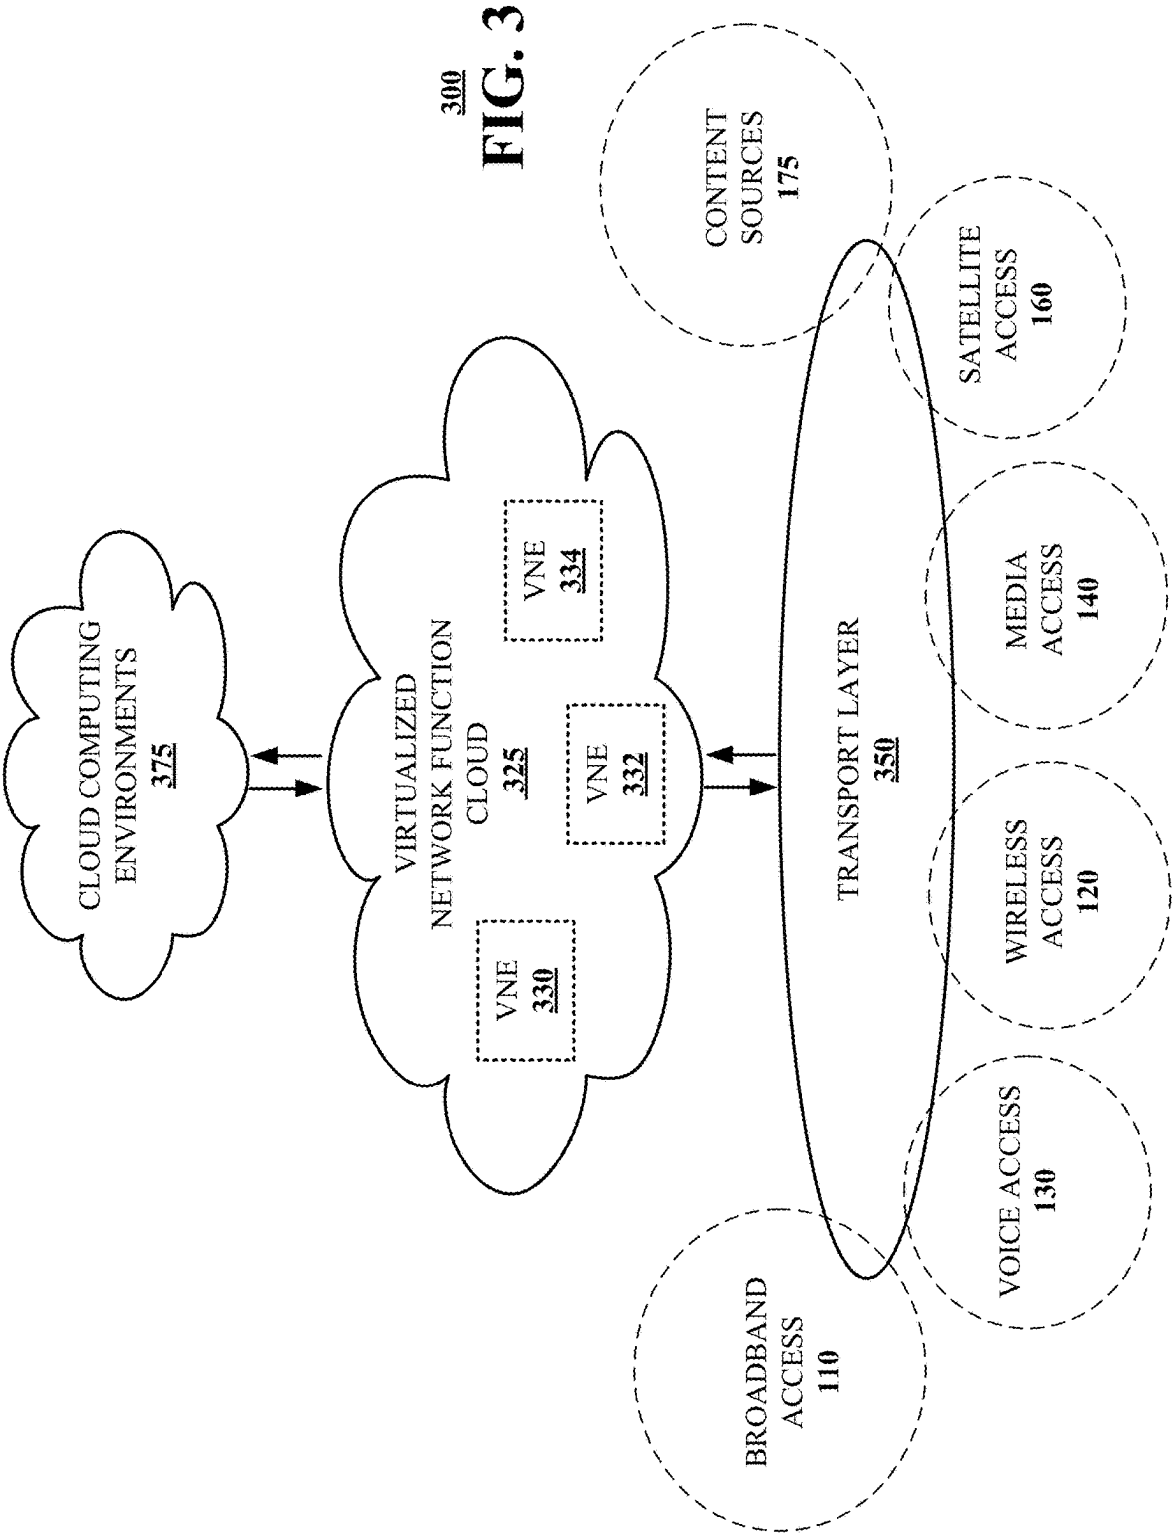 CLOUD COMPUTING
ENVIRONMENTS
375
VIRTUALIZED
NETWORK FUNCTION
CLOUD
325
VNE
330
VNE
332
VNE
334
TRANSPORT LAYER
350
BROADBAND
ACCESS
110
VOICE ACCESS
130
WIRELESS
ACCESS
120
MEDIA
ACCESS
140
SATELLITE
ACCESS
160
CONTENT
SOURCES
175
300
FIG. 3